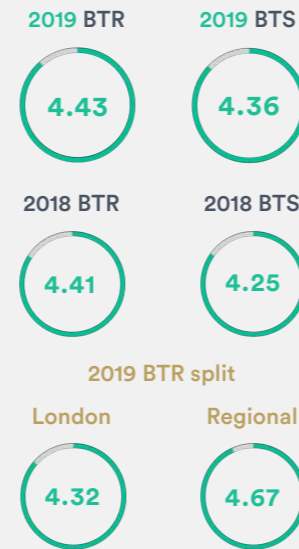 2019 BTR
2019 BTS
4.43
4.36
2018 BTR
2018 BTS
4.41
4.25
2019 BTR split
London
Regional
4.32
4.67